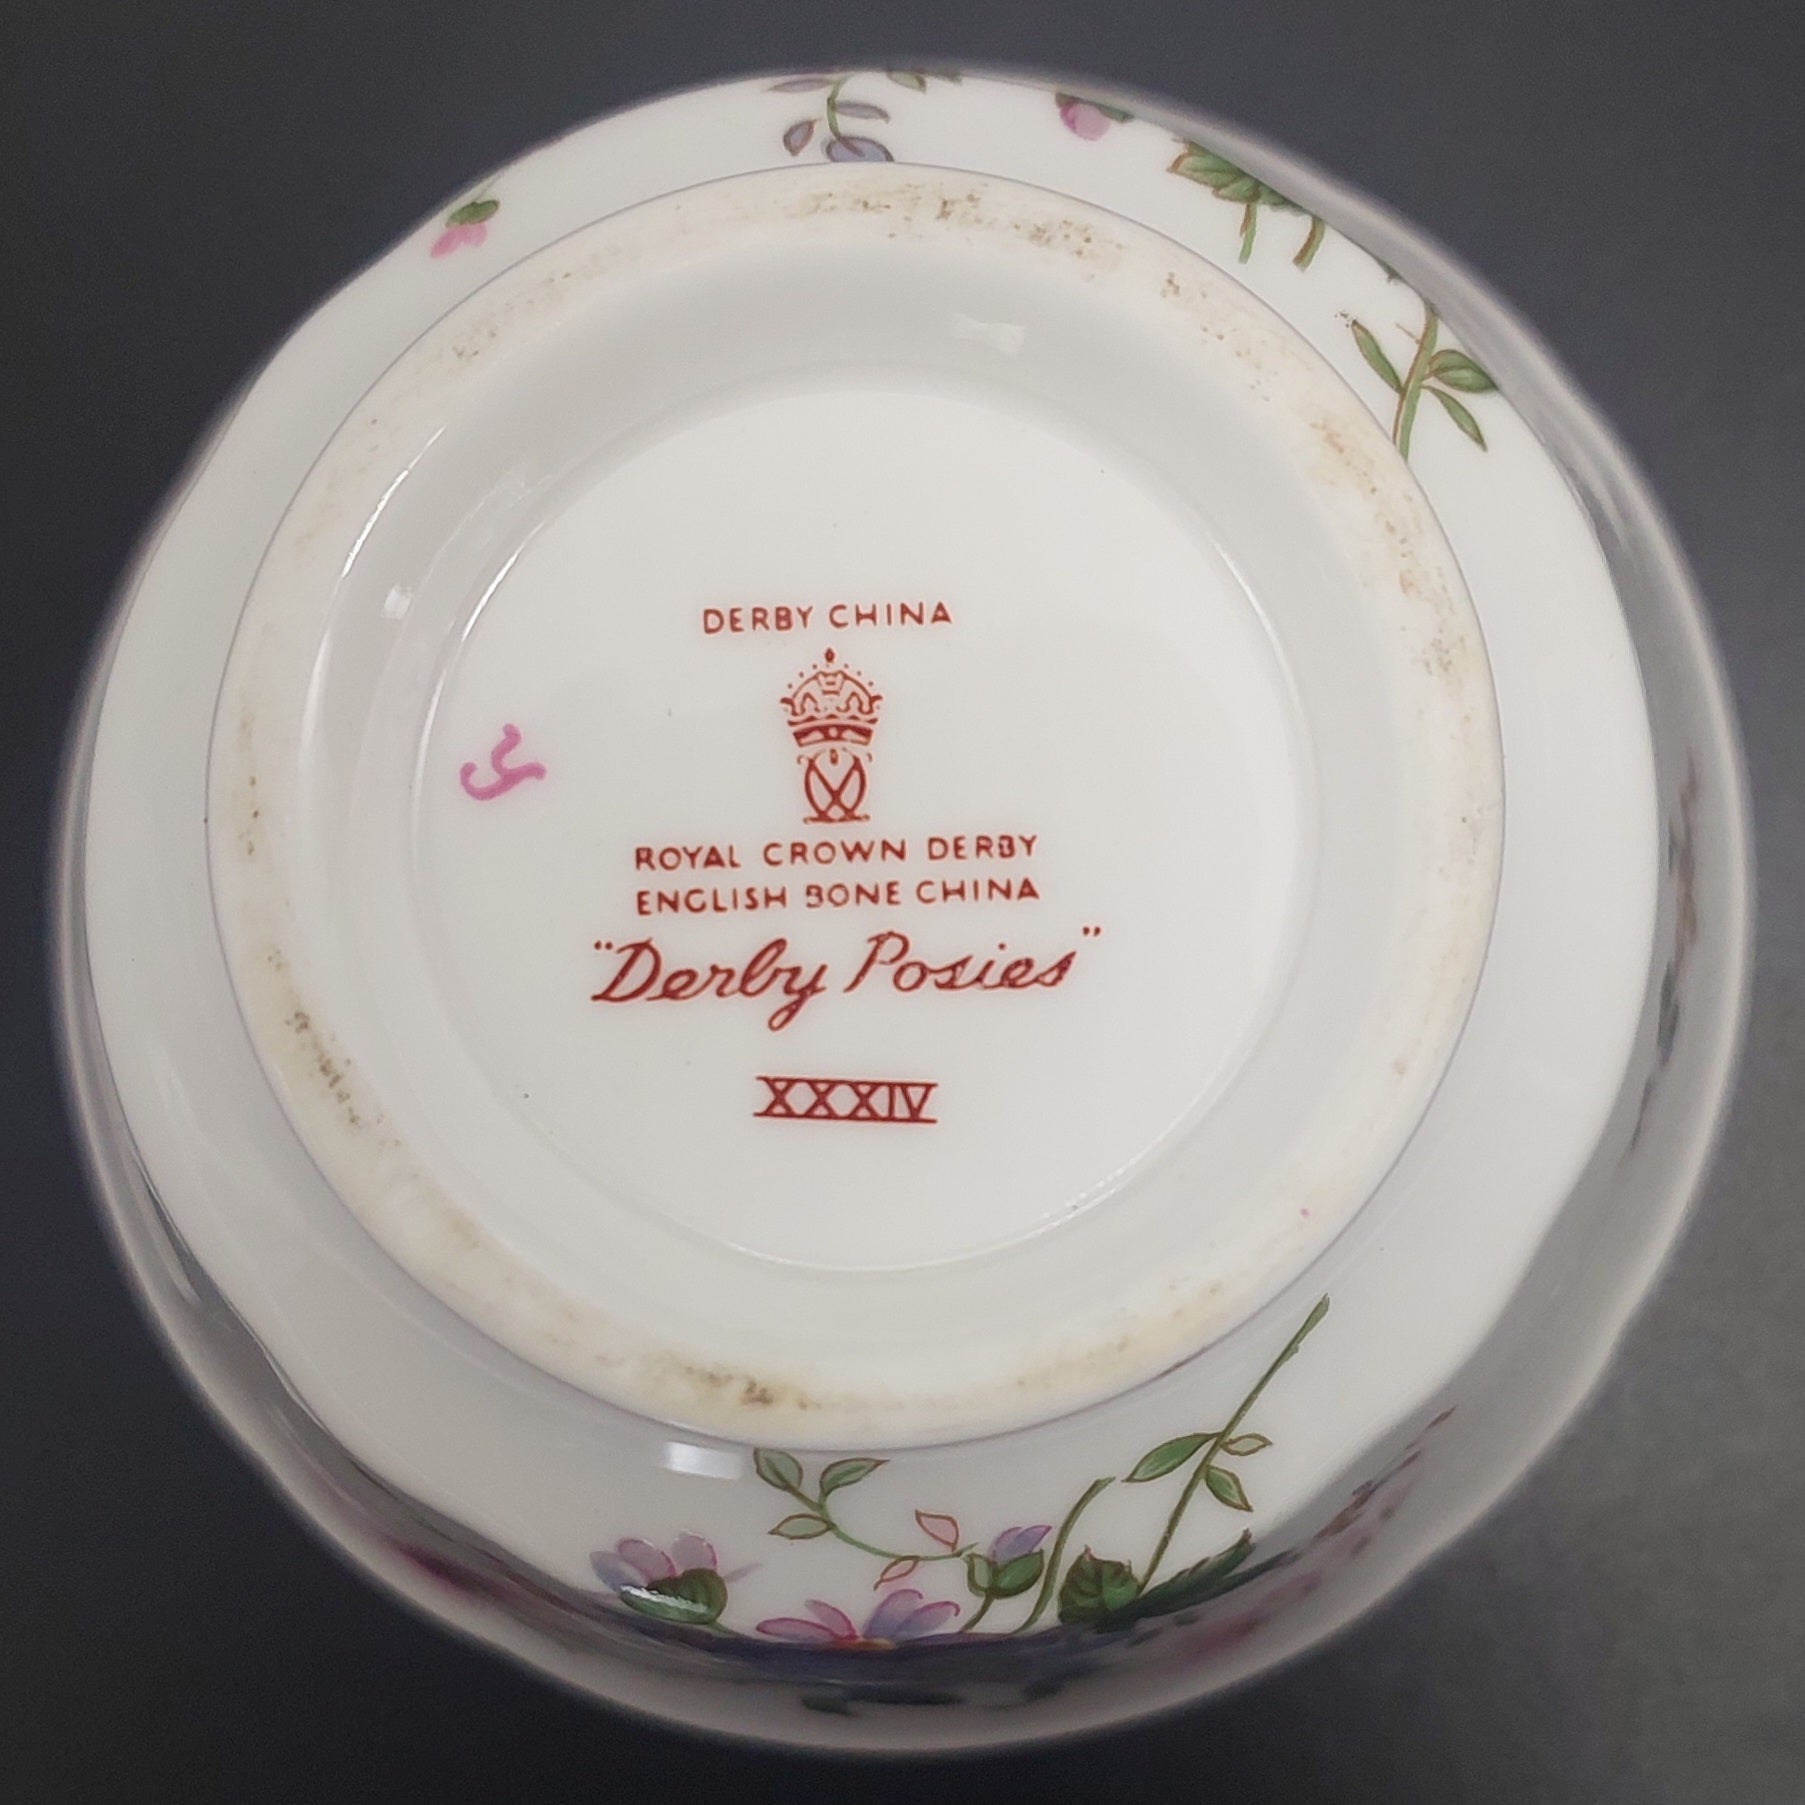 DERBY CHINA
ROYAL CROWN DERBY
ENGLISH BONE CHINA
"Derby Posies"
XXXIV